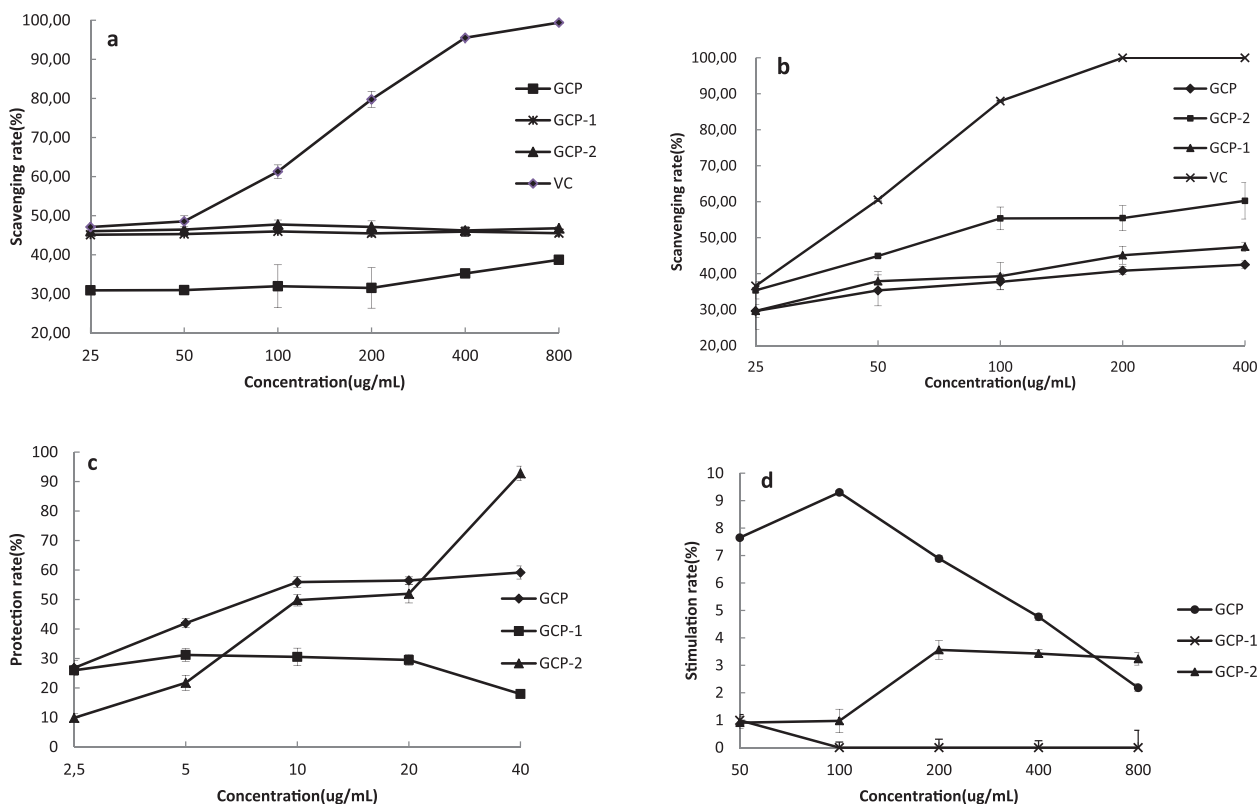 a
100,00
90,00
80,00
70,00
60,00
50,00
40,00
30,00
20,00
Scavenging rate(%)
25 50 100 200 400 800
Concentration(ug/mL)
GCP
GCP-1
GCP-2
VC
b
100,00
90,00
80,00
70,00
60,00
50,00
40,00
30,00
20,00
Scanvenging rate(%)
25 50 100 200 400
Concentration(ug/mL)
GCP
GCP-2
GCP-1
VC
c
100
90
80
70
60
50
40
30
20
10
0
Protection rate(%)
2,5 5 10 20 40
Concentration(ug/mL)
GCP
GCP-1
GCP-2
d
10
9
8
7
6
5
4
3
2
1
0
Stimulation rate(%)
50 100 200 400 800
Concentration(ug/mL)
GCP
GCP-1
GCP-2